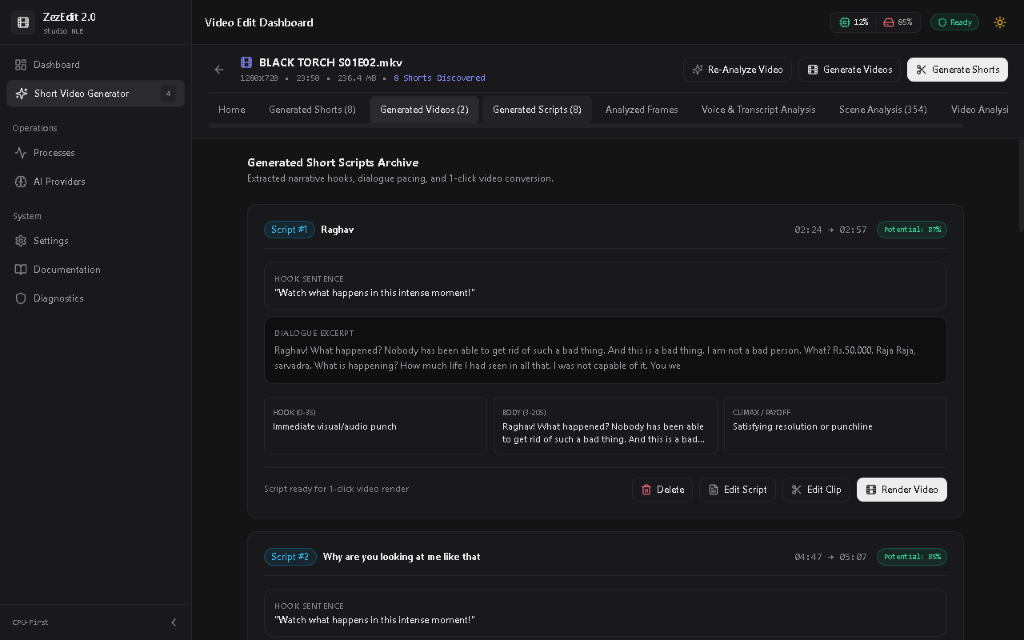 ZezEdit 2.0
Studio NLE
Dashboard
Short Video Generator 4
Operations
Processes
AI Providers
System
Settings
Documentation
Diagnostics
CPU-First
Video Edit Dashboard
12% 85% Ready
BLACK TORCH S01E02.mkv
1280x720 • 23:50 • 236.4 MB • 8 Shorts Discovered
Re-Analyze Video Generate Videos Generate Shorts
Home Generated Shorts (8) Generated Videos (2) Generated Scripts (8) Analyzed Frames Voice & Transcript Analysis Scene Analysis (354) Video Analysi
Generated Short Scripts Archive
Extracted narrative hooks, dialogue pacing, and 1-click video conversion.
Script #1 Raghav 02:24 → 02:57 Potential: 87%
HOOK SENTENCE
"Watch what happens in this intense moment!"
DIALOGUE EXCERPT
Raghav! What happened? Nobody has been able to get rid of such a bad thing. And this is a bad thing. I am not a bad person. What? Rs.50,000. Raja Raja,
sarvadra. What is happening? How much life I had seen in all that. I was not capable of it. You we
HOOK (0-3S)
Immediate visual/audio punch
BODY (3-20S)
Raghav! What happened? Nobody has been able
to get rid of such a bad thing. And this is a bad...
CLIMAX / PAYOFF
Satisfying resolution or punchline
Script ready for 1-click video render
Delete Edit Script Edit Clip Render Video
Script #2 Why are you looking at me like that 04:47 → 05:07 Potential: 85%
HOOK SENTENCE
"Watch what happens in this intense moment!"